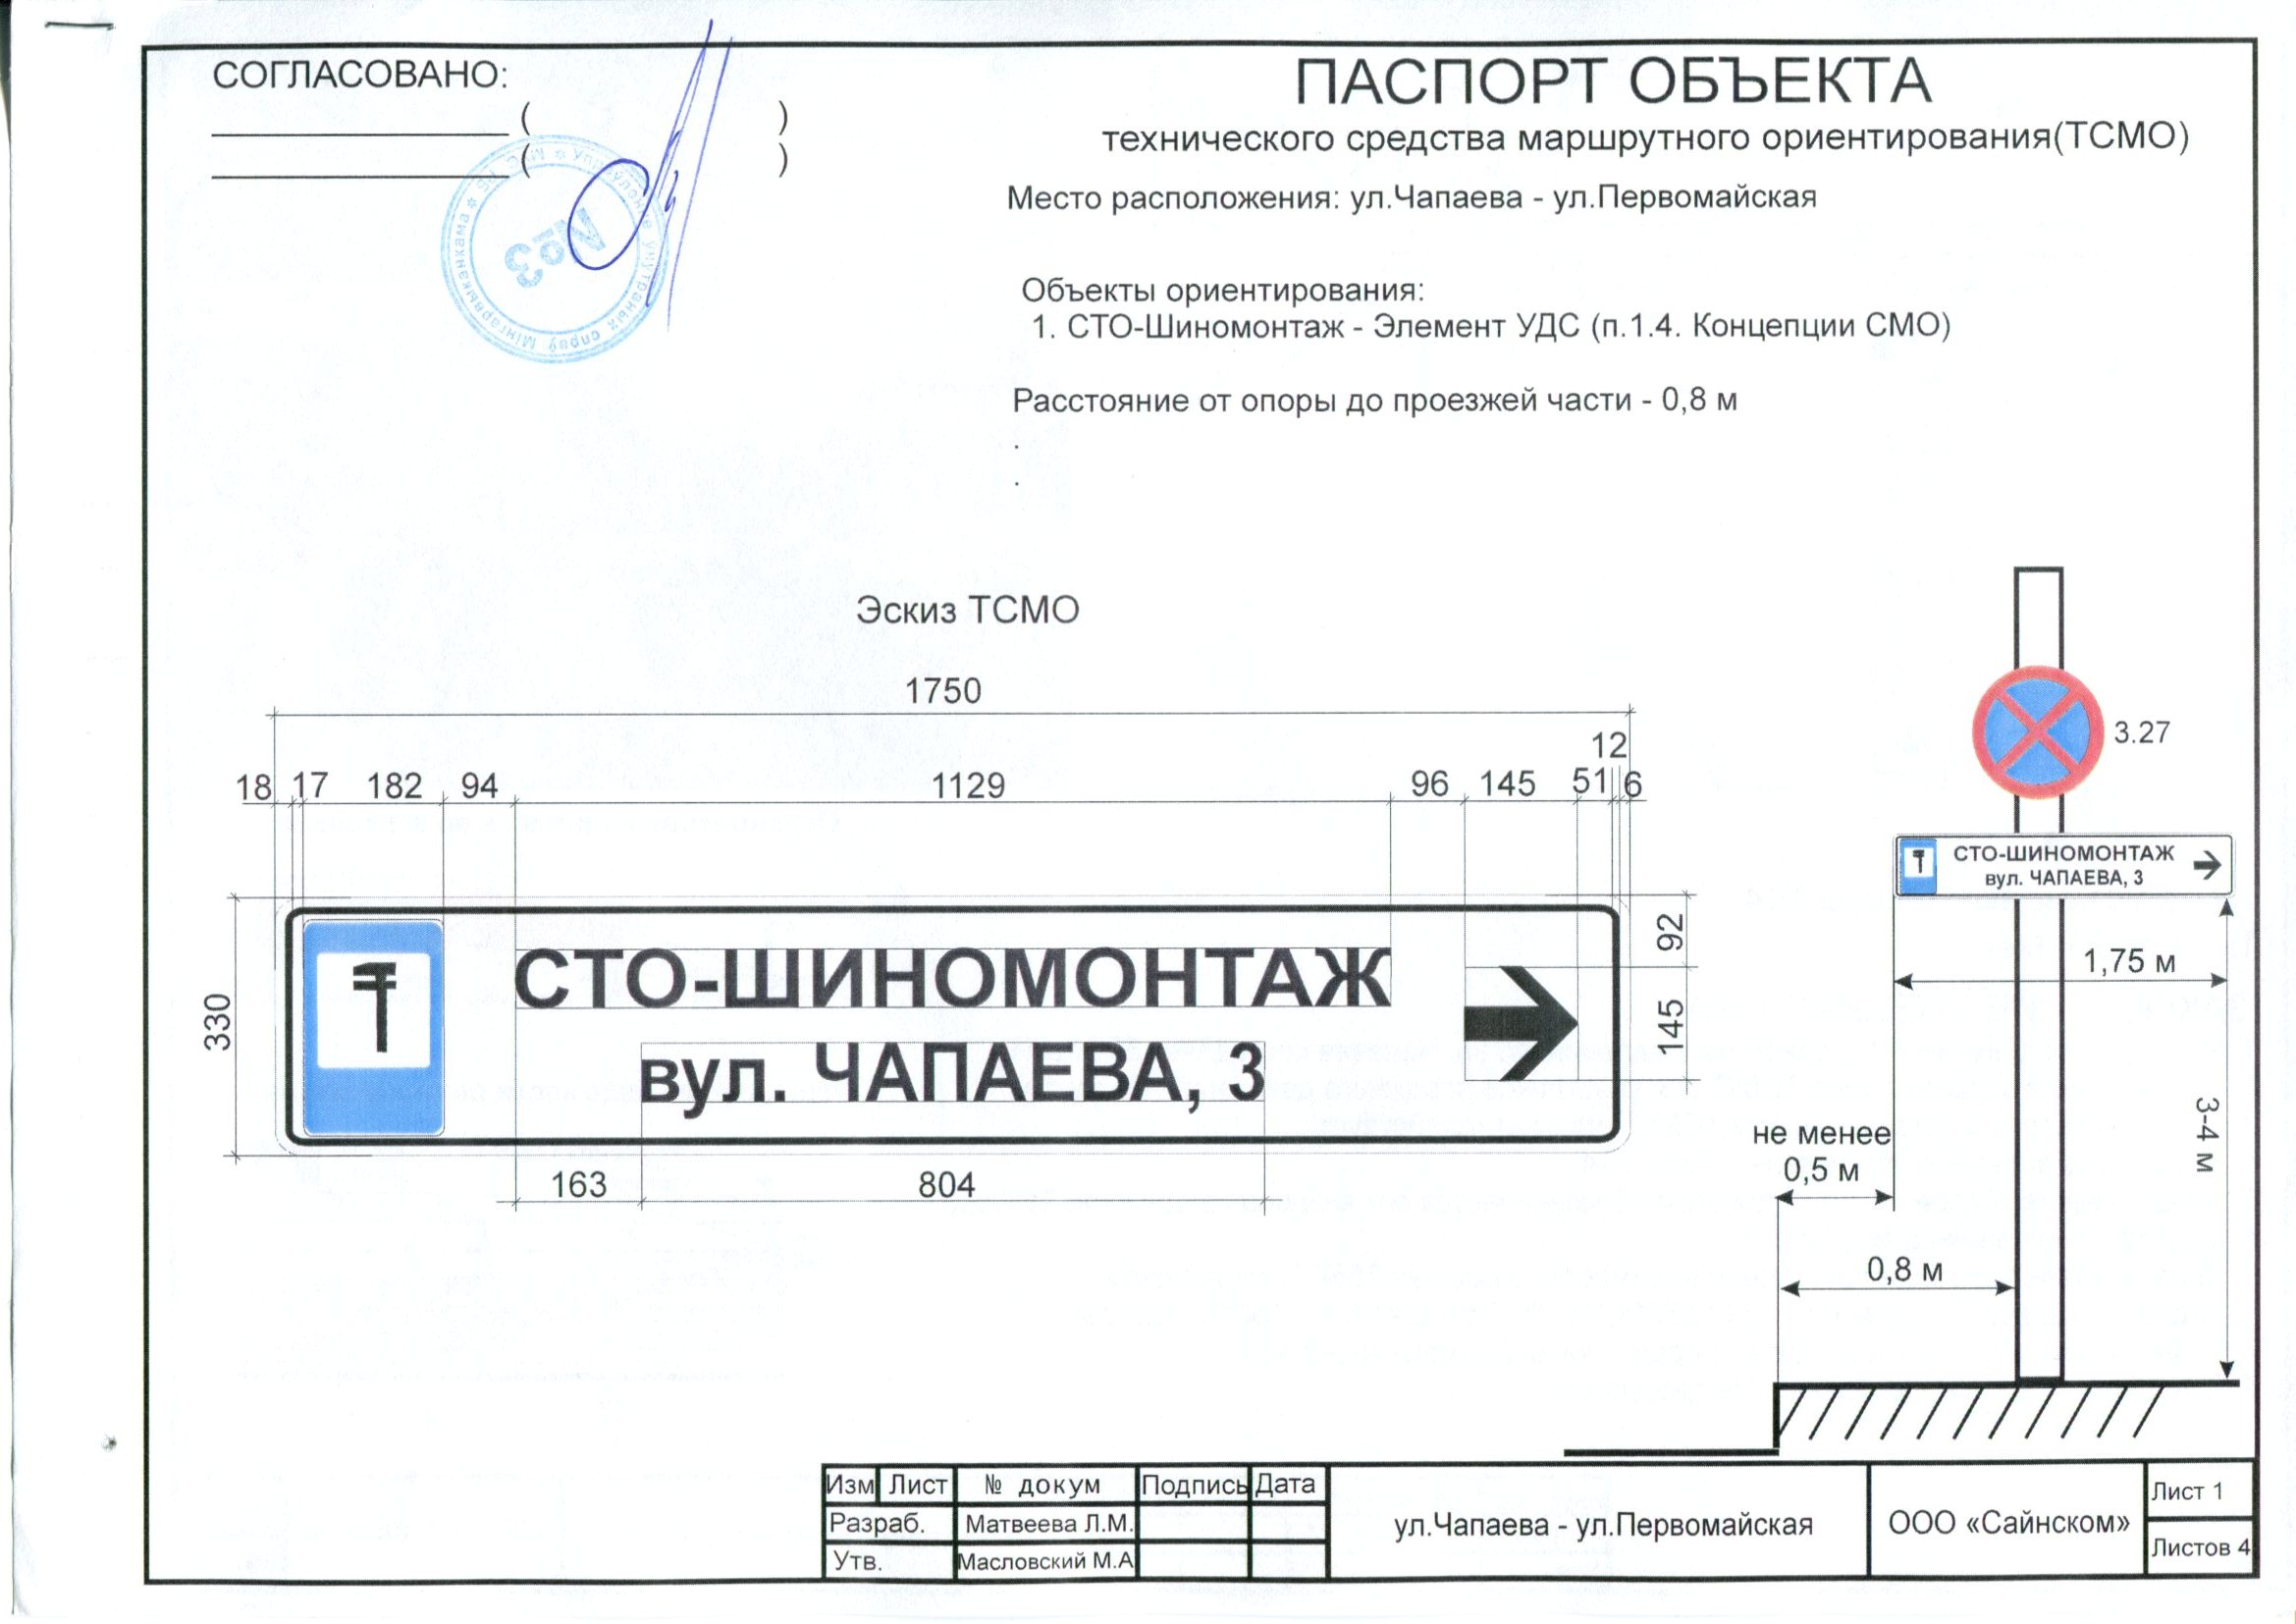 СОГЛАСОВАНО:
( )
( )
№3
ПАСПОРТ ОБЪЕКТА
технического средства маршрутного ориентирования(ТСМО)
Место расположения: ул.Чапаева - ул.Первомайская
Объекты ориентирования:
1. СТО-Шиномонтаж - Элемент УДС (п.1.4. Концепции СМО)
Расстояние от опоры до проезжей части - 0,8 м
.
.
Эскиз ТСМО
1750
12
18 17 182 94 1129 96 145 51 6
330
СТО-ШИНОМОНТАЖ
вул. ЧАПАЕВА, 3
92
145
163 804
3.27
СТО-ШИНОМОНТАЖ
вул. ЧАПАЕВА, 3
1,75 м
3-4 м
не менее
0,5 м
0,8 м
Изм Лист № докум Подпись Дата
Разраб. Матвеева Л.М.
Утв. Масловский М.А
ул.Чапаева - ул.Первомайская
ООО «Сайнском»
Лист 1
Листов 4